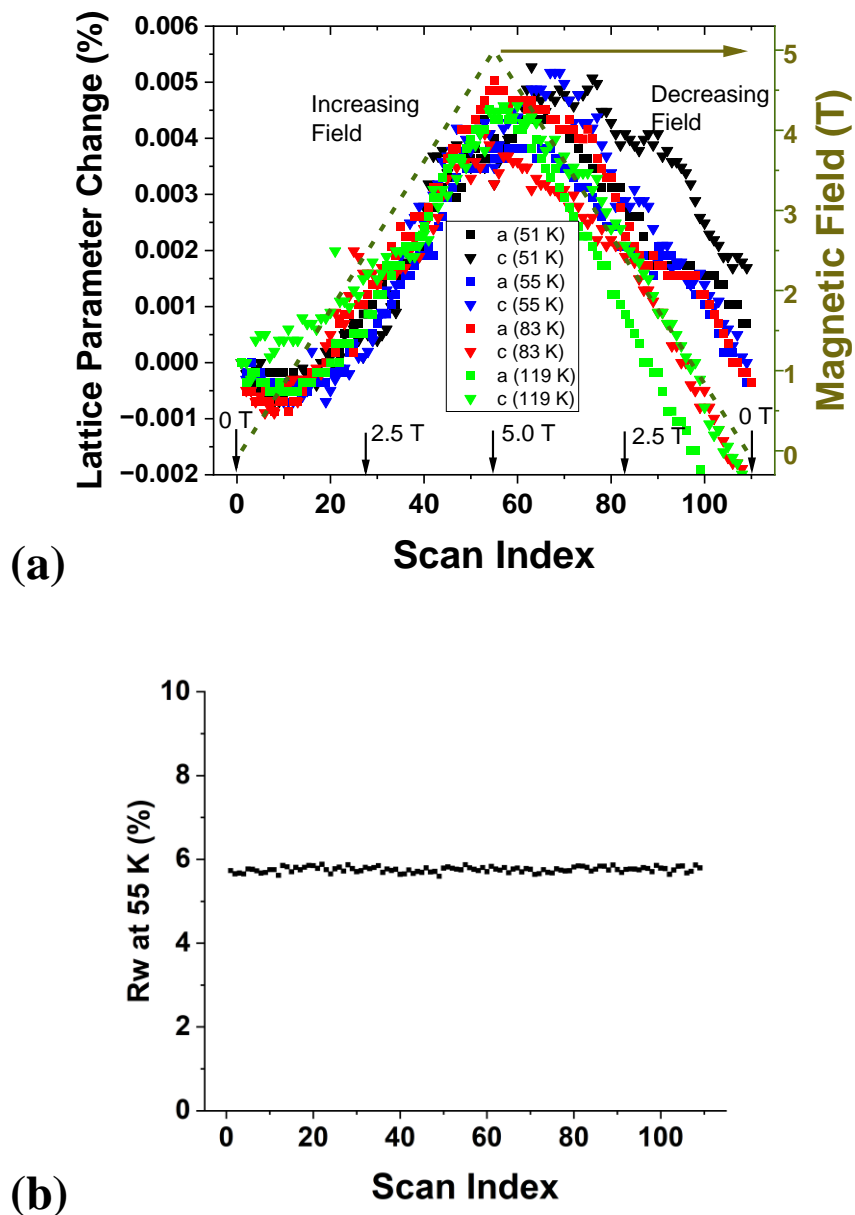 0.006
0.005
0.004
0.003
0.002
0.001
0.000
−0.001
−0.002
Lattice Parameter Change (%)
Increasing
Field
Decreasing
Field
a (51 K)
c (51 K)
a (55 K)
c (55 K)
a (83 K)
c (83 K)
a (119 K)
c (119 K)
0 T
2.5 T
5.0 T
2.5 T
0 T
5
4
3
2
1
0
Magnetic Field (T)
0 20 40 60 80 100
Scan Index
(a)
10
8
6
4
2
0
Rw at 55 K (%)
0 20 40 60 80 100
Scan Index
(b)